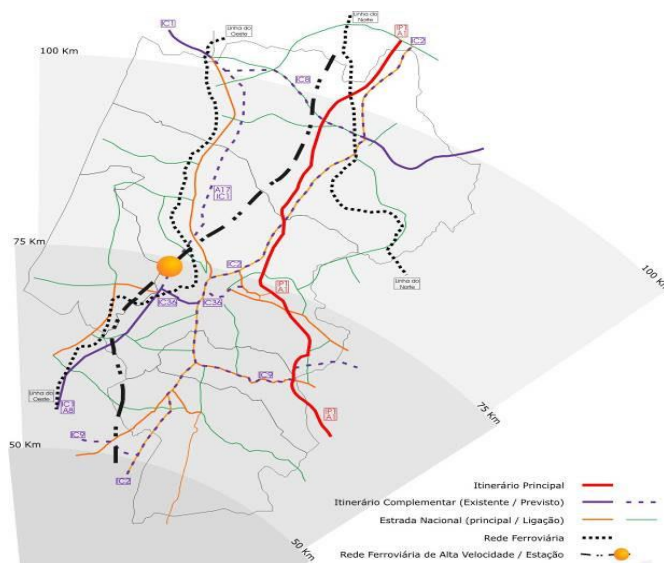 IC1
Linha do
Oeste
Linha do
Norte
IP1
A1
IC2
100 Km
IC8
A17
IC1
75 Km
IC2
IC36
IC36
IP1
A1
Linha do
Norte
100 Km
Linha do
Oeste
IC1
A8
IC9
IP1
A1
75 Km
IC9
50 Km
IC2
50 Km
Itinerário Principal
Itinerário Complementar (Existente / Previsto)
Estrada Nacional (principal / Ligação)
Rede Ferroviária
Rede Ferroviária de Alta Velocidade / Estação